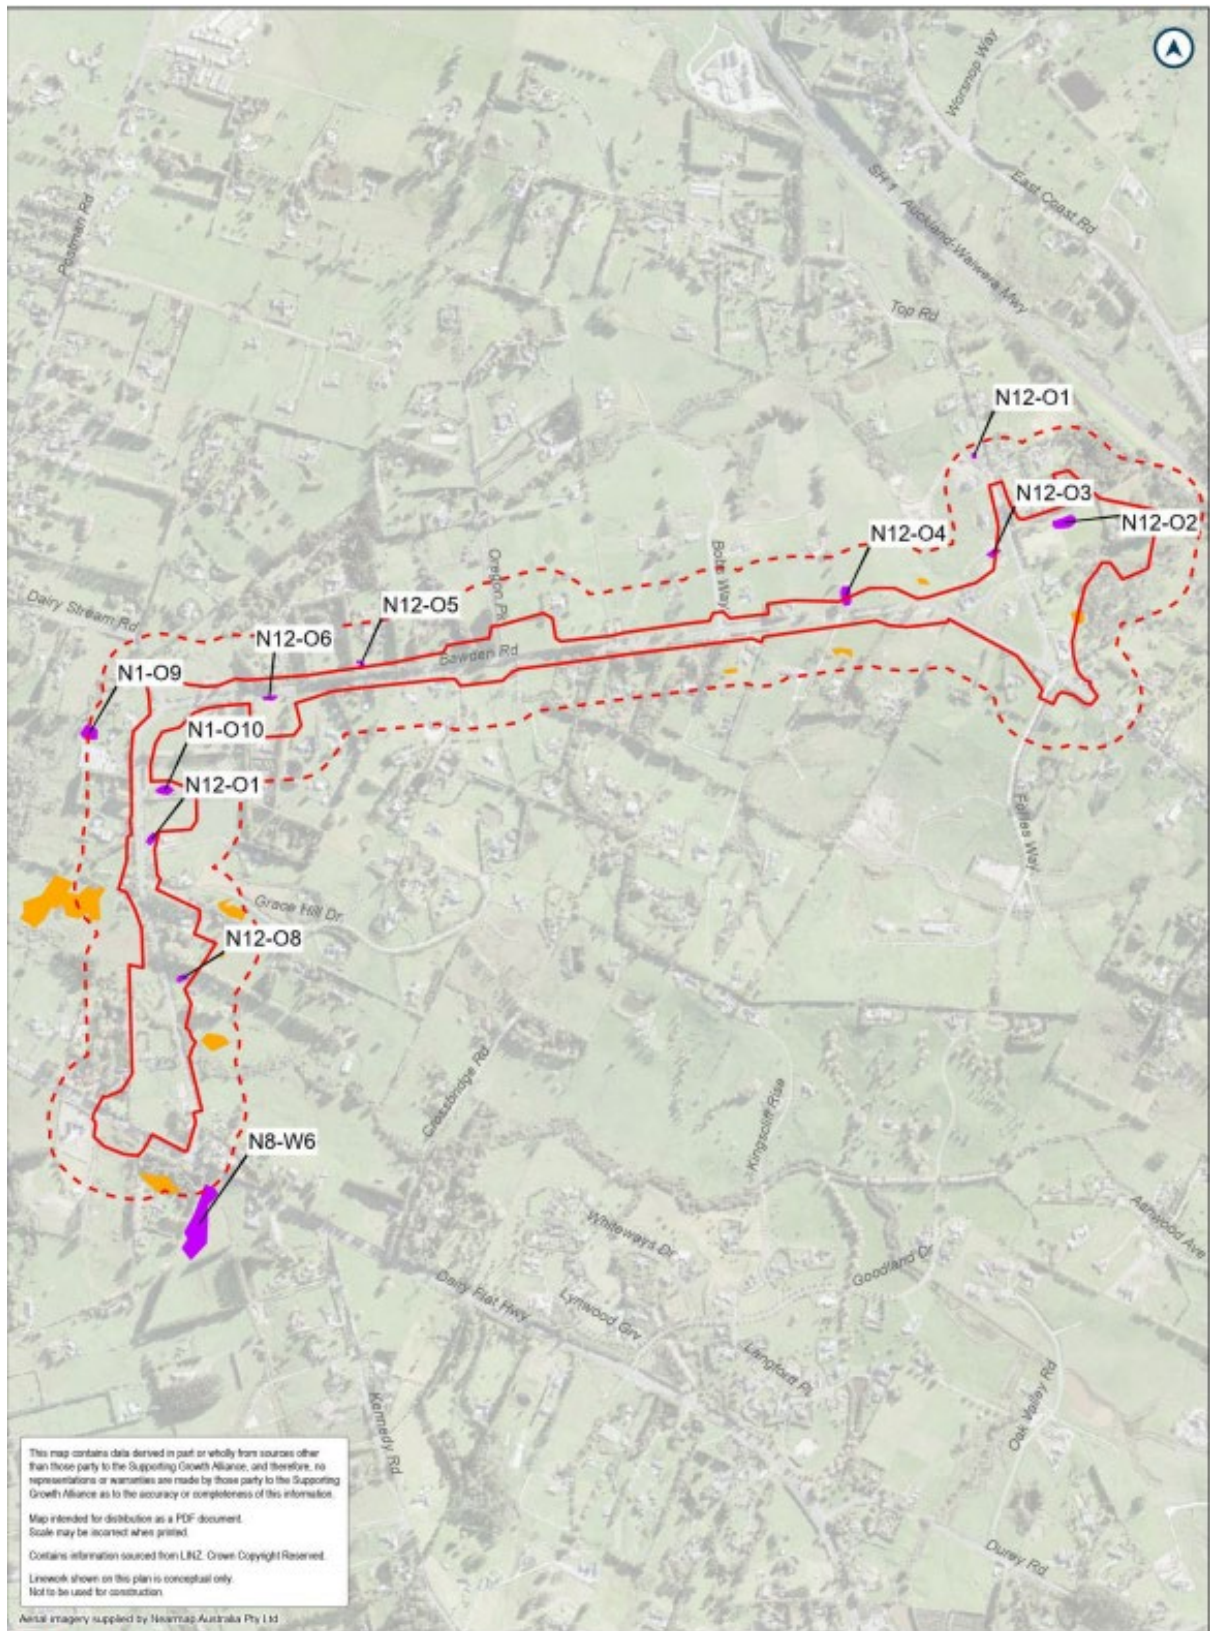 Worsnop Way
East Coast Rd
SH 1 Auckland-Waiwera Mwy
Postman Rd
Top Rd
N12-O1
N12-O3
N12-O2
N12-O4
Bobs Way
Oregon Pk
Dairy Stream Rd
N12-O5
N12-O6
Bawden Rd
N1-O9
N1-O10
N12-O1
Fairies Way
Grace Hill Dr
N12-O8
Crossbridge Rd
Kingscliff Rise
N8-W6
Ashwood Ave
Whiteways Dr
Goodland Dr
Dairy Flat Hwy
Lynwood Grv
Langford Pl
Kennedy Rd
Oak Valley Rd
Durey Rd
This map contains data derived in part or wholly from sources other
than those party to the Supporting Growth Alliance, and therefore, no
representations or warranties are made by those party to the Supporting
Growth Alliance as to the accuracy or completeness of this information.
Map intended for distribution as a PDF document.
Scale may be incorrect when printed.
Contains information sourced from LINZ. Crown Copyright Reserved.
Linework shown on this plan is conceptual only.
Not to be used for construction.
Aerial imagery supplied by Nearmap Australia Pty Ltd